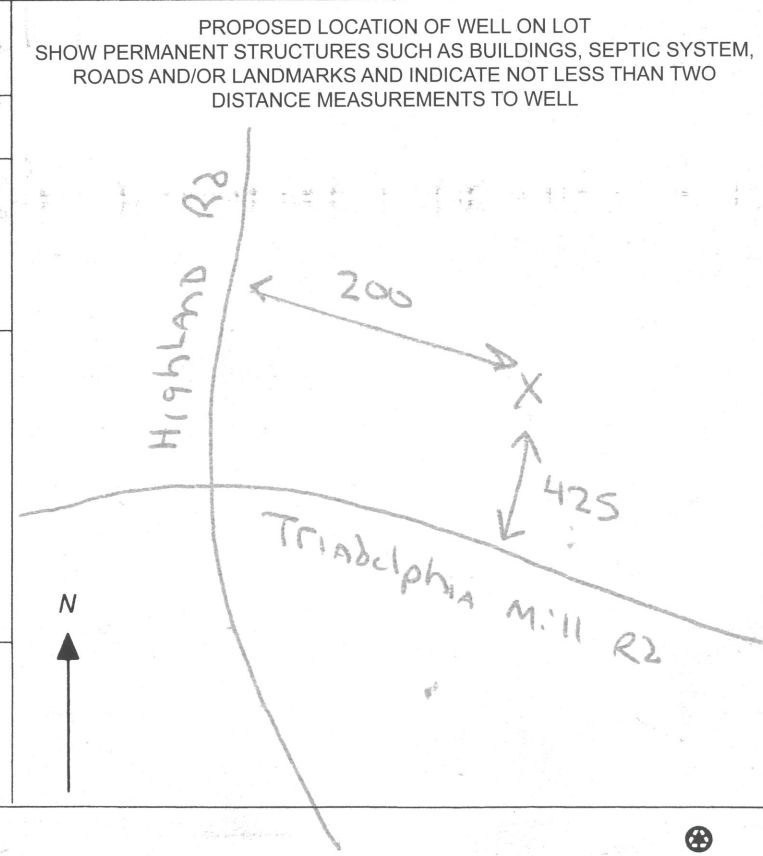 PROPOSED LOCATION OF WELL ON LOT
SHOW PERMANENT STRUCTURES SUCH AS BUILDINGS, SEPTIC SYSTEM,
ROADS AND/OR LANDMARKS AND INDICATE NOT LESS THAN TWO
DISTANCE MEASUREMENTS TO WELL
HighLAND Rd
200
X
425
TriAdelphiA Mill Rd
N